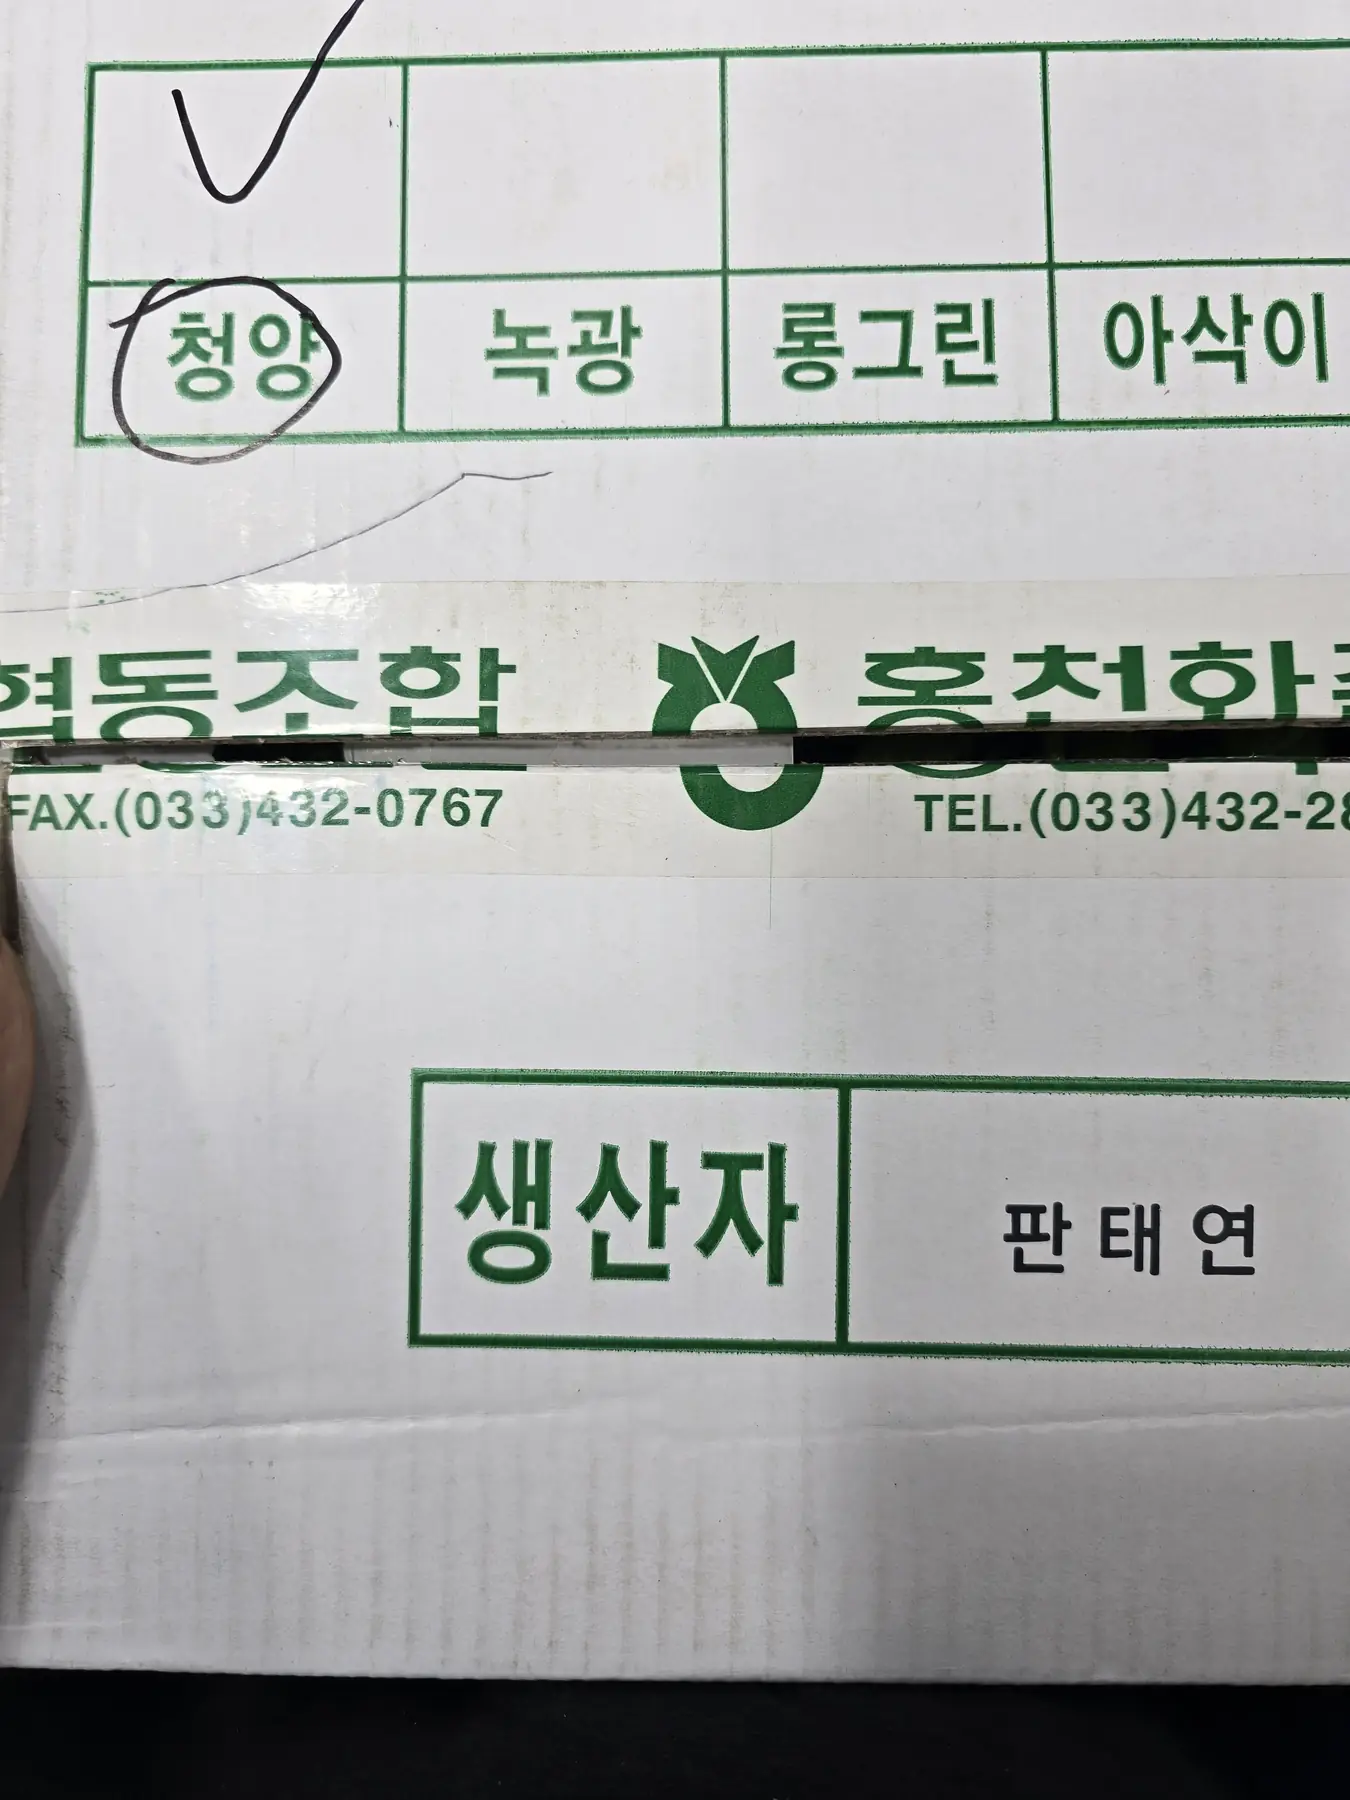 청양 녹광 롱그린 아삭이
협동조합 홍천화
FAX.(033)432-0767 TEL.(033)432-28
생산자 판태연